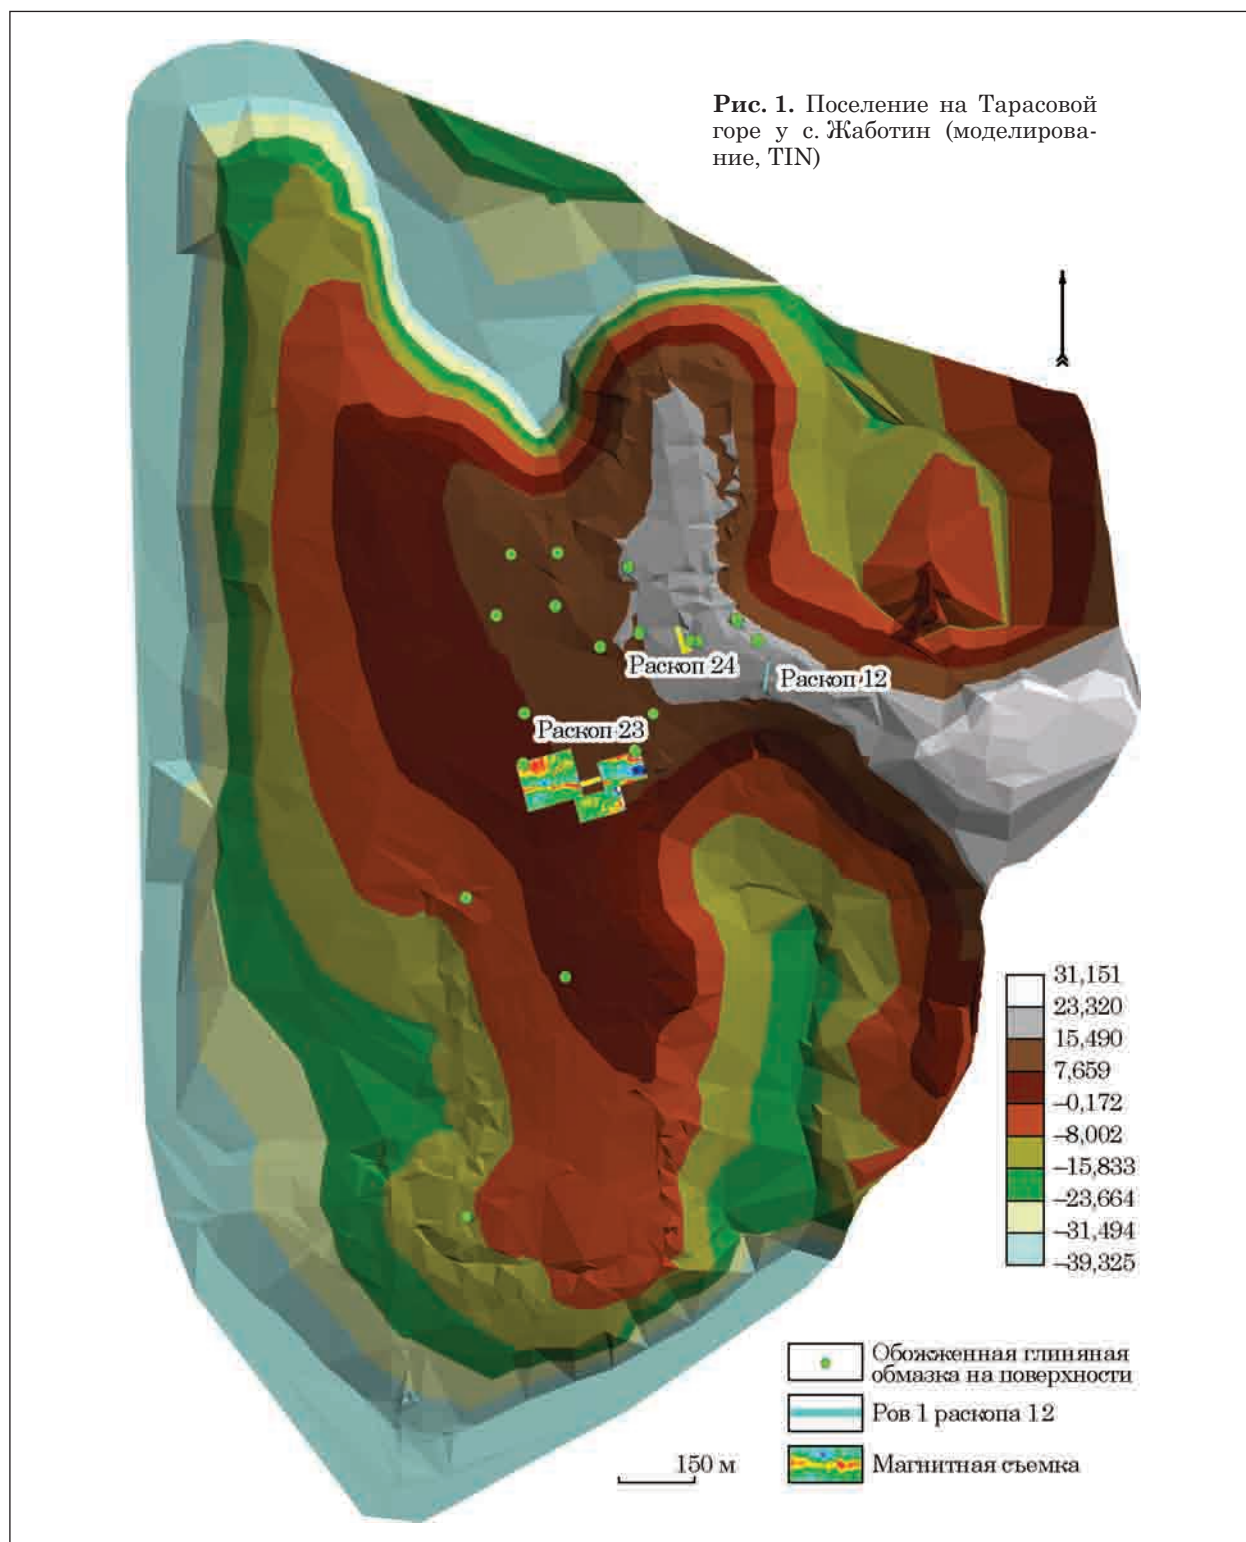 Рис. 1. Поселение на Тарасовой
горе у с. Жаботин (моделирова-
ние, TIN)
Раскоп 24
Раскоп 12
Раскоп 23
31,151
23,320
15,490
7,659
–0,172
–8,002
–15,833
–23,664
–31,494
–39,325
Обожженная глиняная
обмазка на поверхности
Ров 1 раскопа 12
150 м
Магнитная съемка